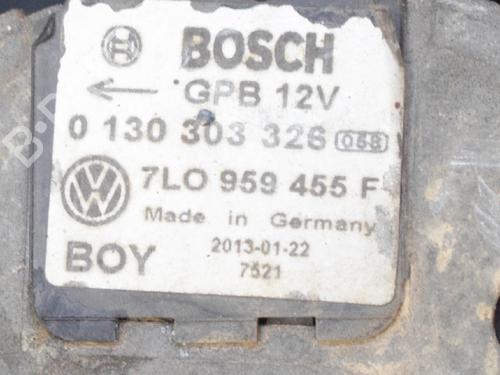 BOSCH
← GPB 12V
0 130 303 326 058
7L0 959 455 F
Made in Germany
BOY 2013-01-22
7521